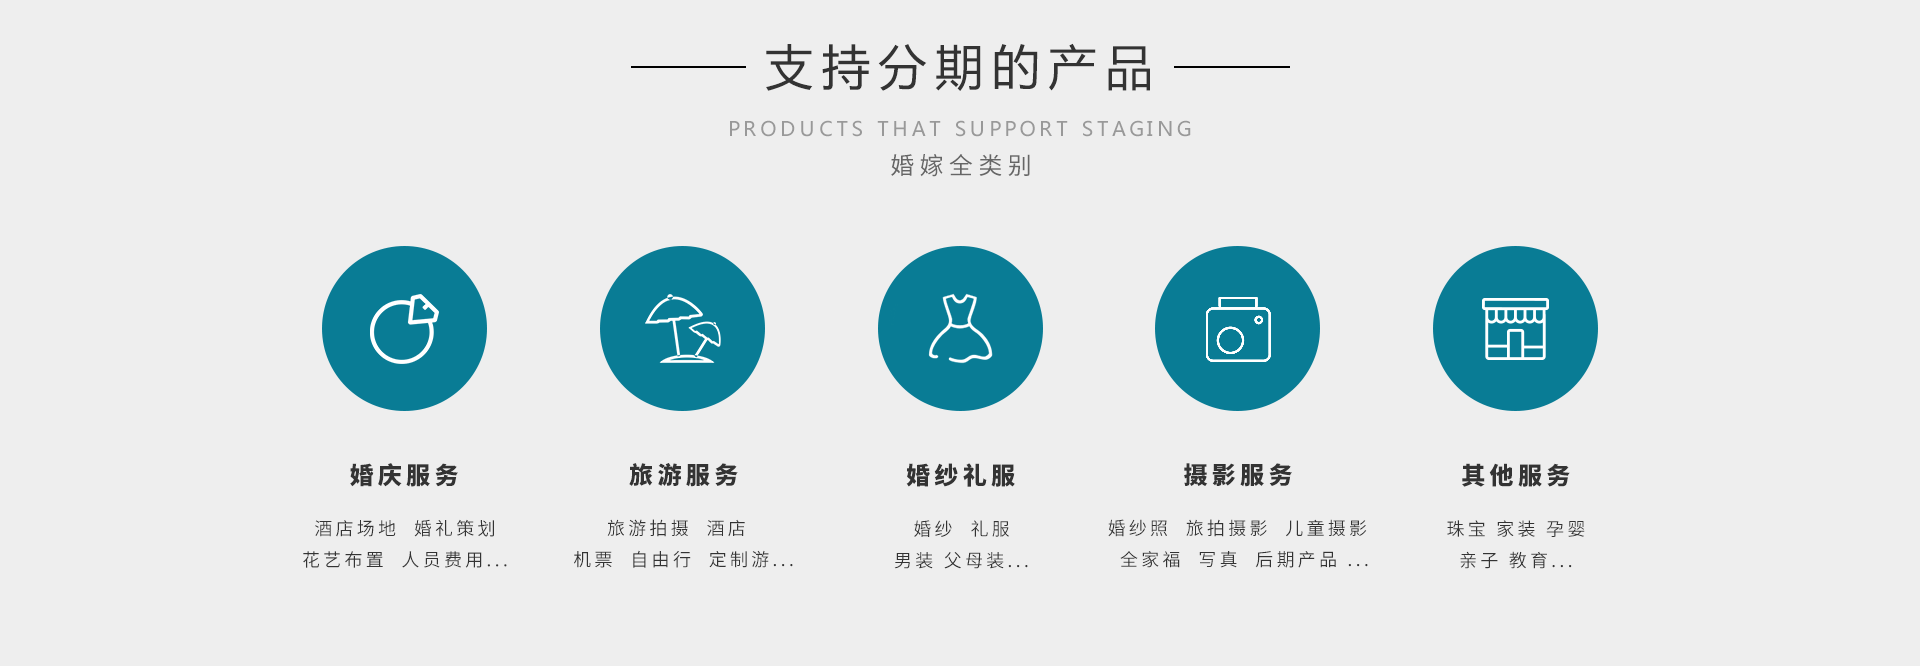 支持分期的产品
PRODUCTS THAT SUPPORT STAGING
婚嫁全类别
婚庆服务
酒店场地 婚礼策划
花艺布置 人员费用...
旅游服务
旅游拍摄 酒店
机票 自由行 定制游...
婚纱礼服
婚纱 礼服
男装 父母装...
摄影服务
婚纱照 旅拍摄影 儿童摄影
全家福 写真 后期产品 ...
其他服务
珠宝 家装 孕婴
亲子 教育...